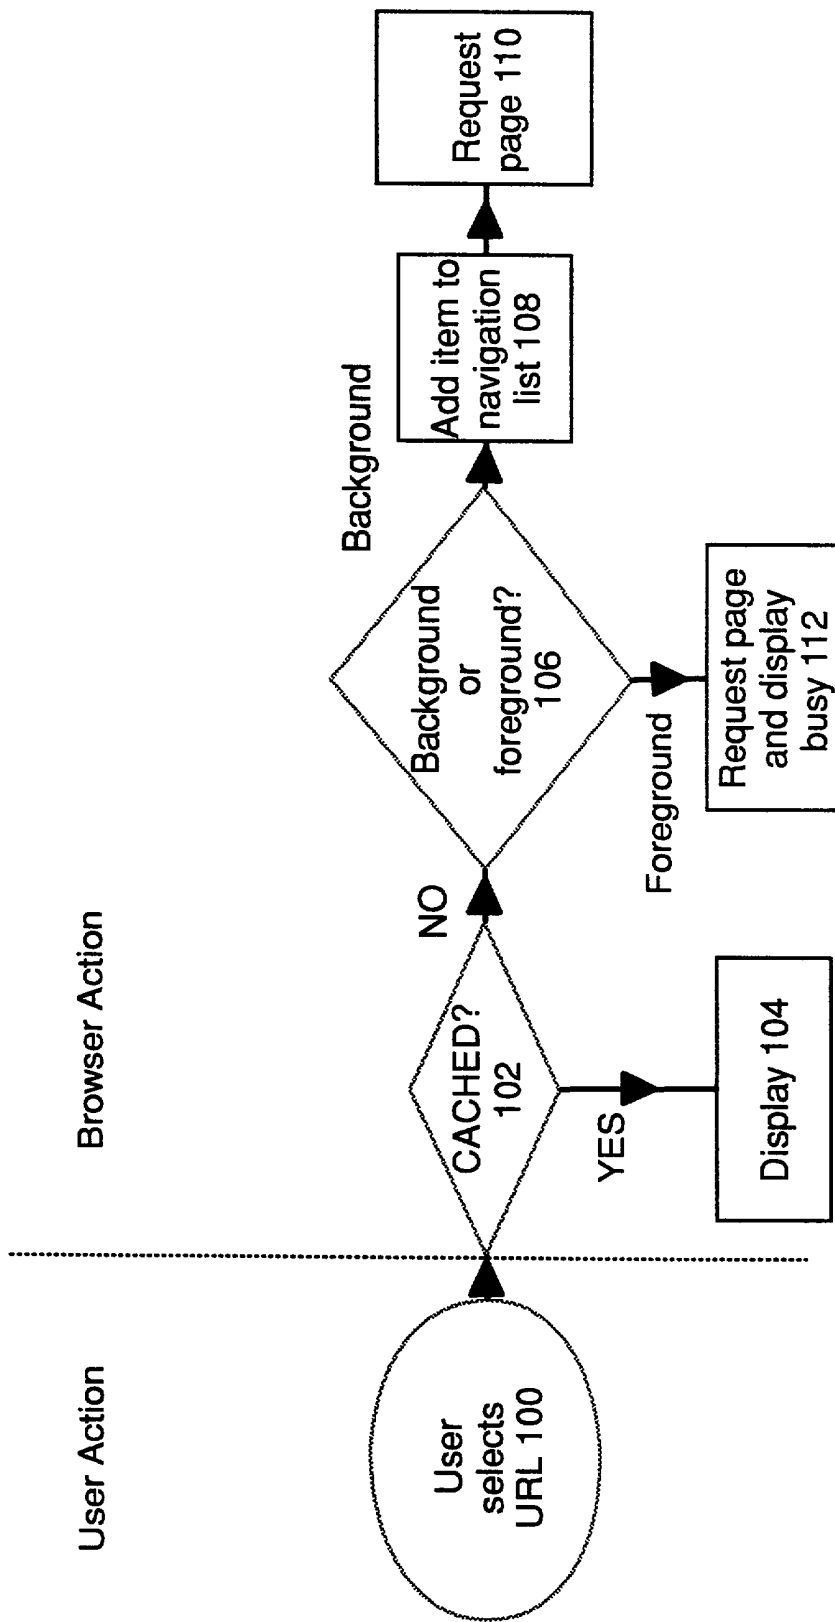 User Action
Browser Action
User
selects
URL 100
CACHED?
102
NO
YES
Display 104
Background
or
foreground?
106
Background
Foreground
Add item to
navigation
list 108
Request
page 110
Request page
and display
busy 112